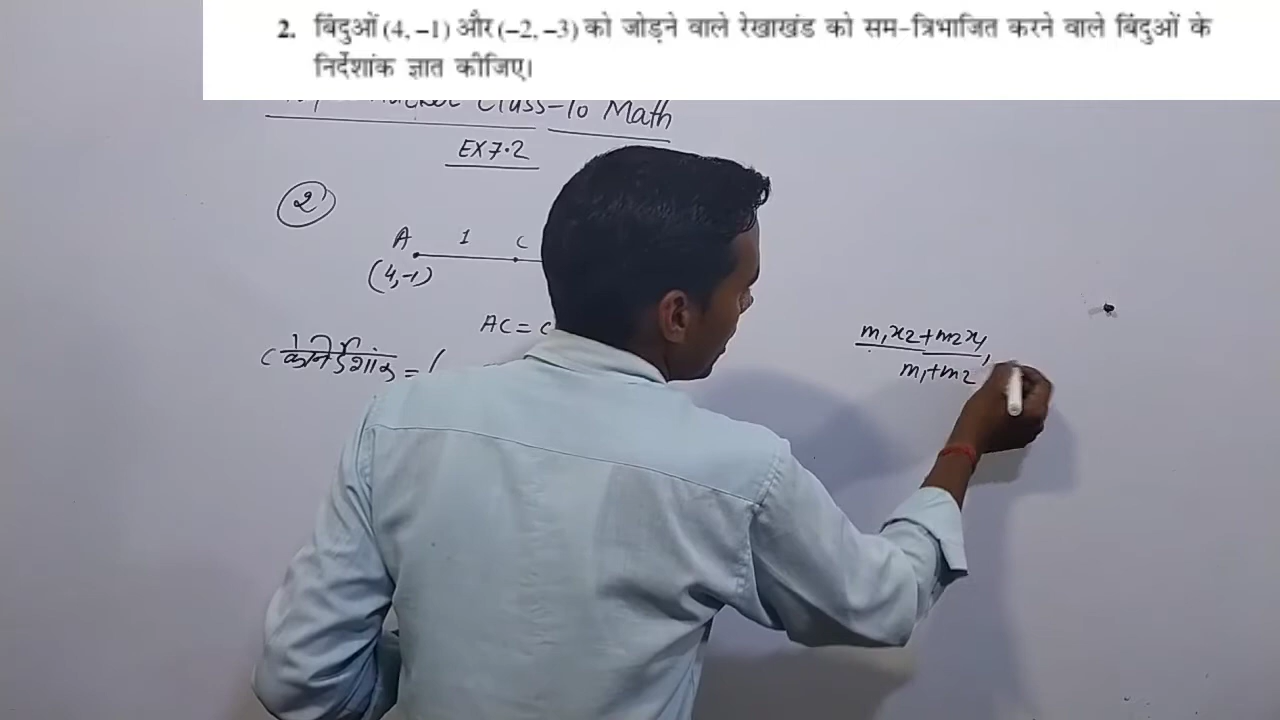 2. बिंदुओं (4, –1) और (–2, –3) को जोड़ने वाले रेखाखंड को सम-त्रिभाजित करने वाले बिंदुओं के
निर्देशांक ज्ञात कीजिए।
Class-10 Math
EX 7.2
2
A 1 C
(4,-1)
AC = C
m₁x₂+m₂x₁,
m₁+m₂
C के निर्देशांक = (